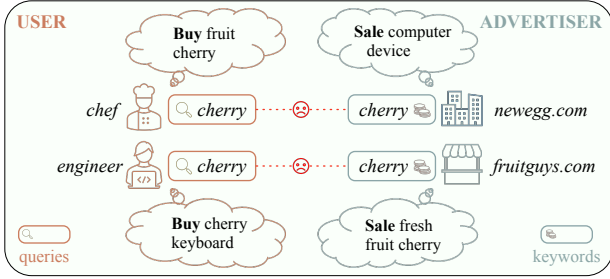 USER
ADVERTISER
Buy fruit
cherry
Sale computer
device
chef
cherry
cherry
newegg.com
engineer
</>
cherry
cherry
fruitguys.com
Buy cherry
keyboard
Sale fresh
fruit cherry
queries
keywords